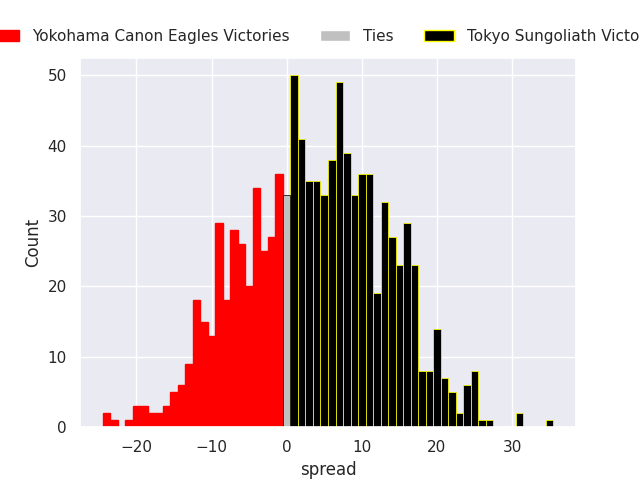 Yokohama Canon Eagles Victories Ties Tokyo Sungoliath Victo
50
40
30
20
10
0
Count
−20 −10 0 10 20 30
spread